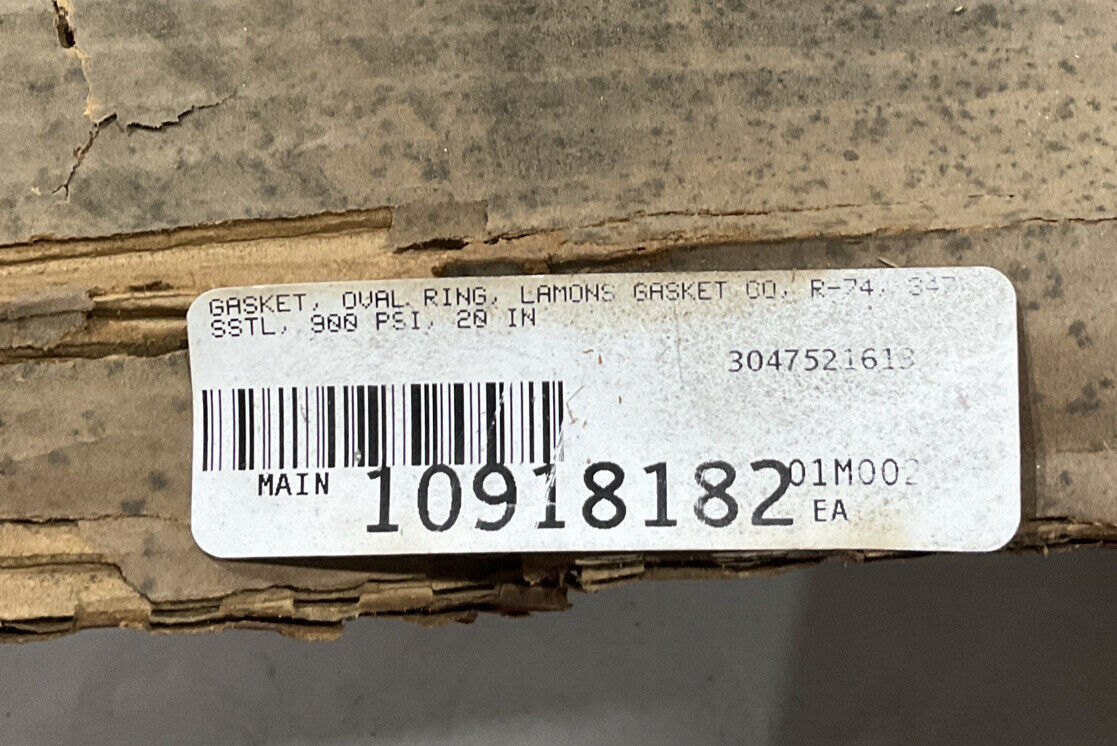 GASKET, OVAL RING, LAMONS GASKET CO, R-74, 347
SSTL, 900 PSI, 20 IN
3047521613
MAIN 10918182 01M002
EA